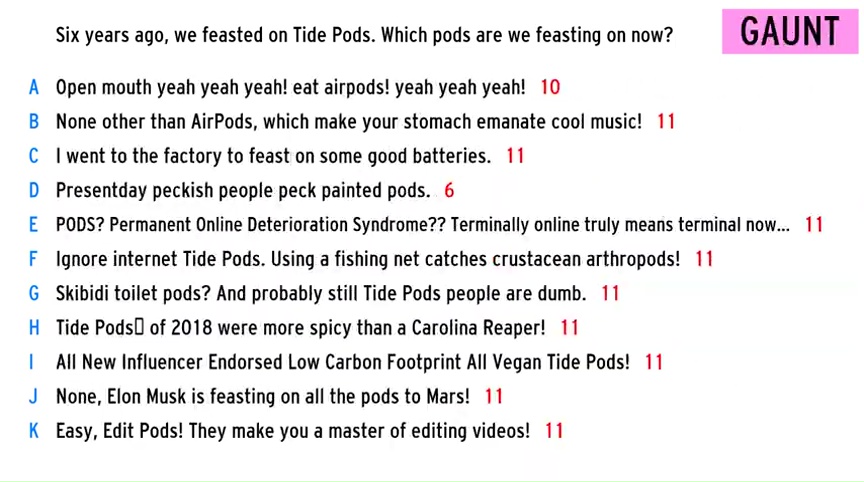 Six years ago, we feasted on Tide Pods. Which pods are we feasting on now?
GAUNT
A Open mouth yeah yeah yeah! eat airpods! yeah yeah yeah! 10
B None other than AirPods, which make your stomach emanate cool music! 11
C I went to the factory to feast on some good batteries. 11
D Presentday peckish people peck painted pods. 6
E PODS? Permanent Online Deterioration Syndrome?? Terminally online truly means terminal now... 11
F Ignore internet Tide Pods. Using a fishing net catches crustacean arthropods! 11
G Skibidi toilet pods? And probably still Tide Pods people are dumb. 11
H Tide Pods▯ of 2018 were more spicy than a Carolina Reaper! 11
I All New Influencer Endorsed Low Carbon Footprint All Vegan Tide Pods! 11
J None, Elon Musk is feasting on all the pods to Mars! 11
K Easy, Edit Pods! They make you a master of editing videos! 11